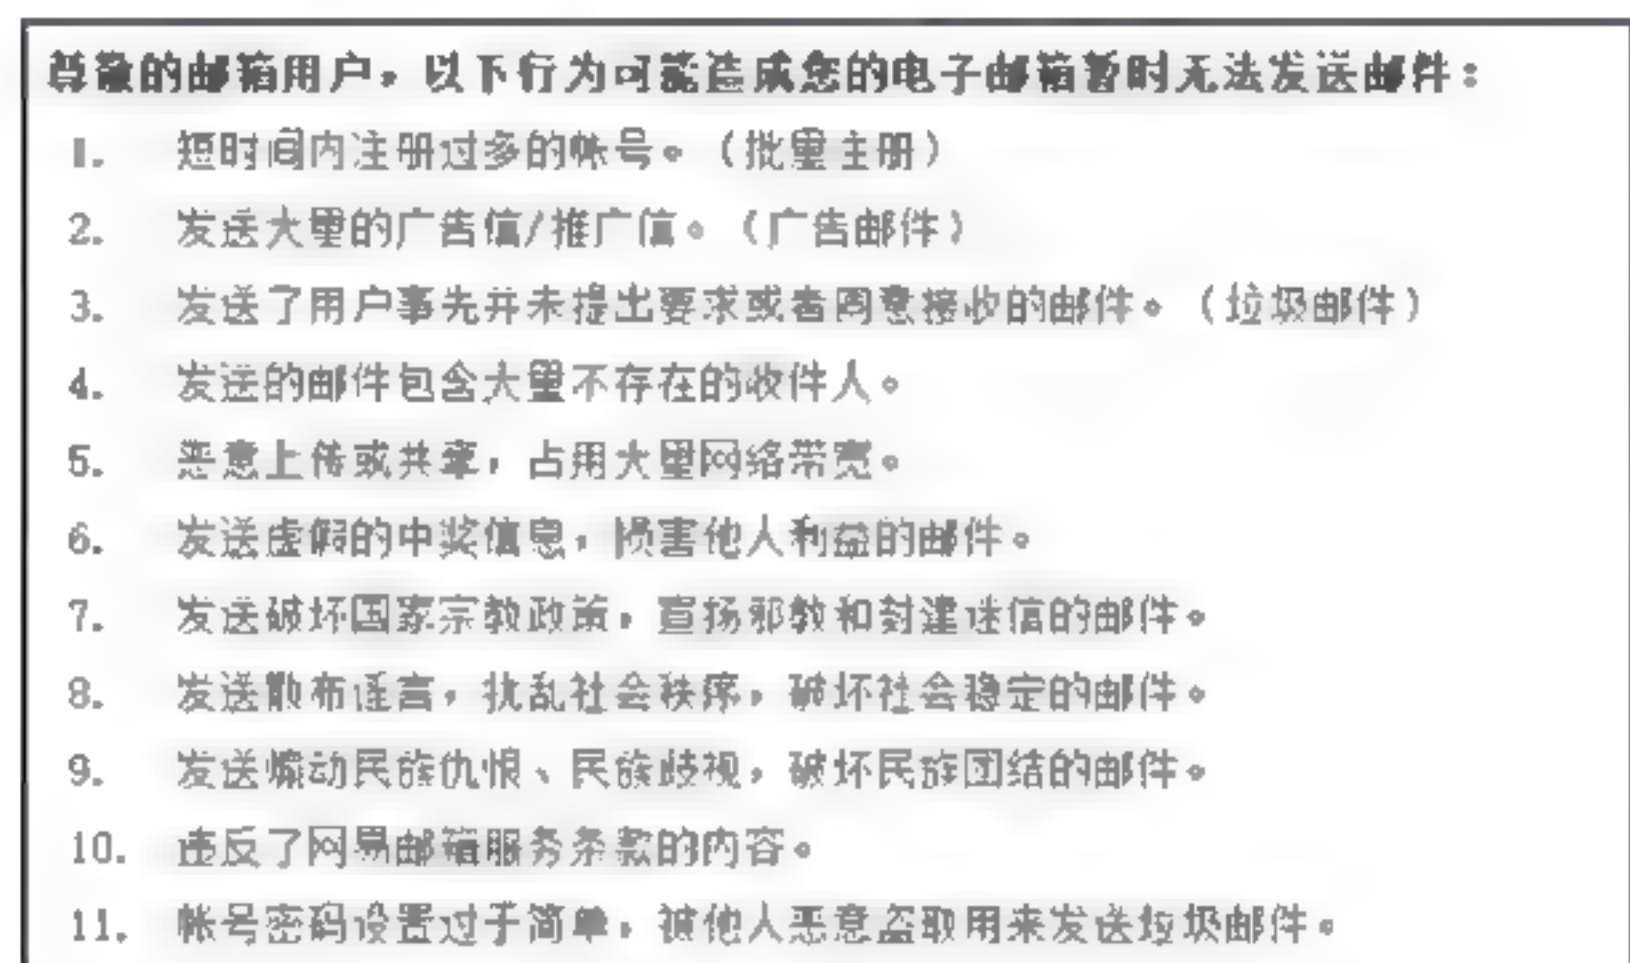 尊敬的邮箱用户，以下行为可能造成您的电子邮箱暂时无法发送邮件：
1. 短时间内注册过多的帐号。（批量注册）
2. 发送大量的广告信/推广信。（广告邮件）
3. 发送了用户事先并未提出要求或者同意接收的邮件。（垃圾邮件）
4. 发送的邮件包含大量不存在的收件人。
5. 恶意上传或共享，占用大量网络带宽。
6. 发送虚假的中奖信息，损害他人利益的邮件。
7. 发送破坏国家宗教政策，宣扬邪教和封建迷信的邮件。
8. 发送散布谣言，扰乱社会秩序，破坏社会稳定的邮件。
9. 发送煽动民族仇恨、民族歧视，破坏民族团结的邮件。
10. 违反了网易邮箱服务条款的内容。
11. 帐号密码设置过于简单，被他人恶意盗取用来发送垃圾邮件。